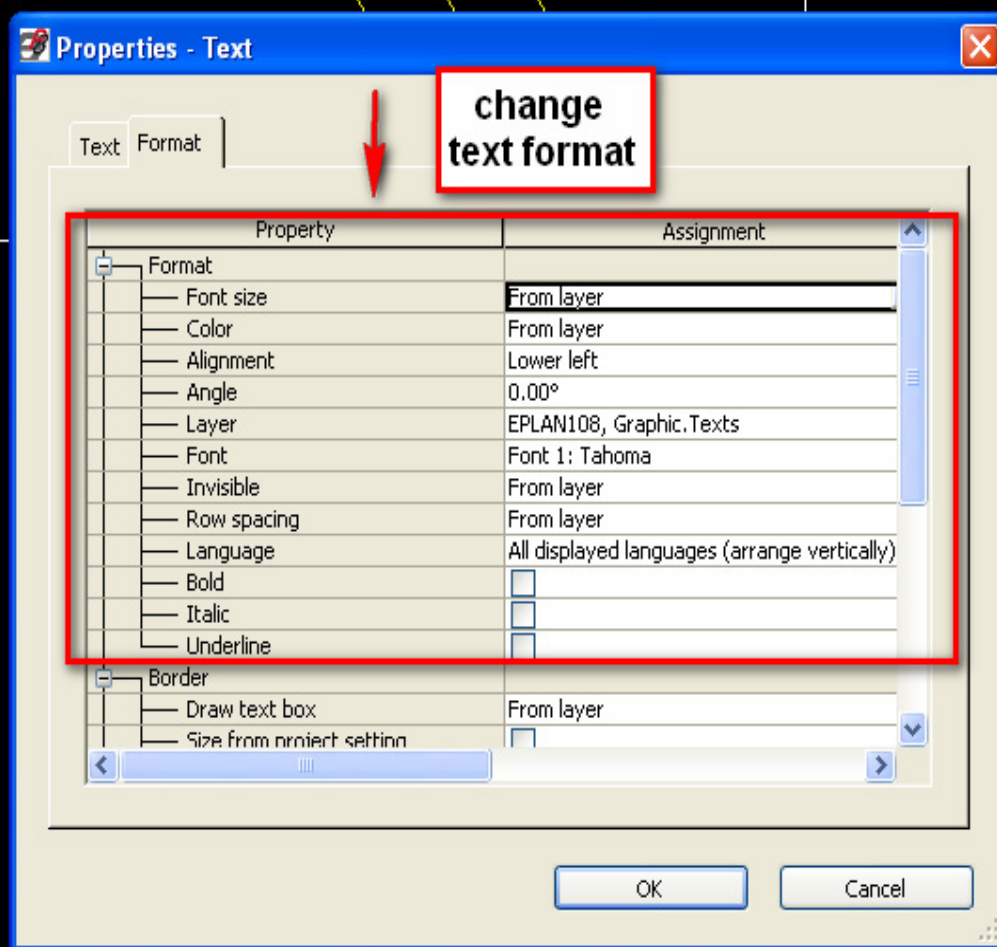 Properties - Text
change
text format
Text Format
Property Assignment
Format
Font size From layer
Color From layer
Alignment Lower left
Angle 0.00°
Layer EPLAN108, Graphic.Texts
Font Font 1: Tahoma
Invisible From layer
Row spacing From layer
Language All displayed languages (arrange vertically)
Bold
Italic
Underline
Border
Draw text box From layer
Size from project setting
OK Cancel